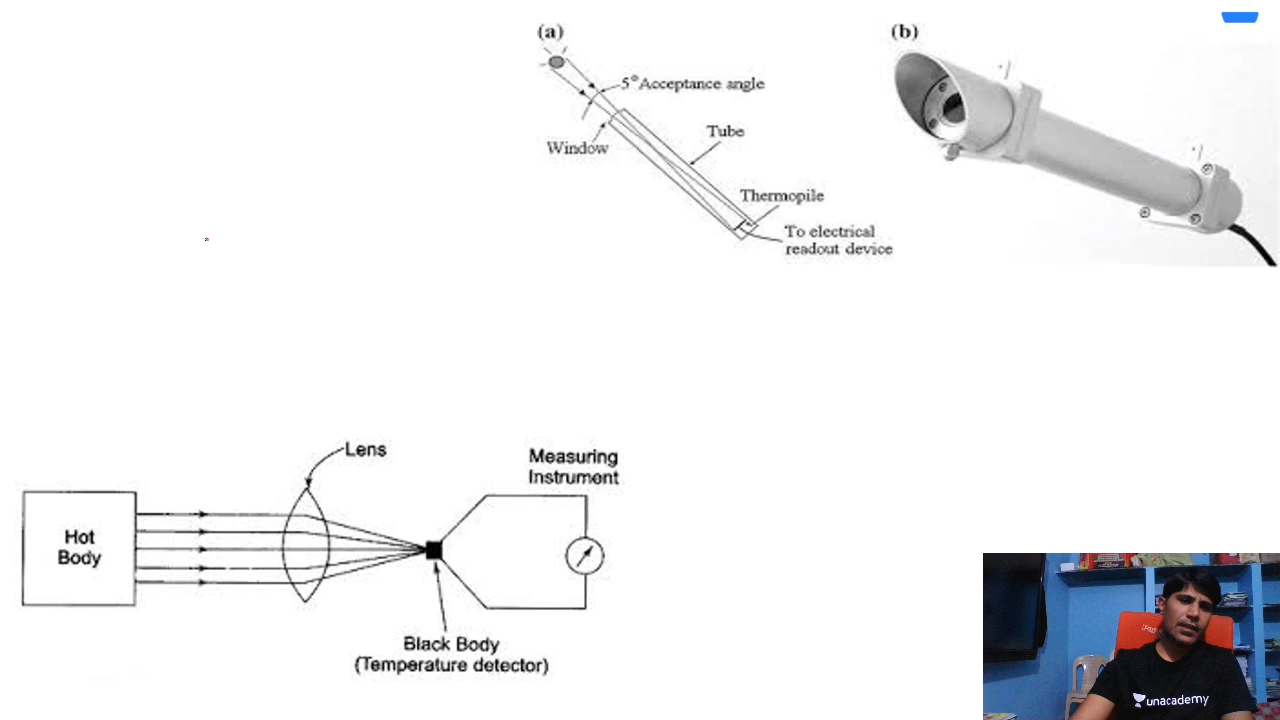 (a)
(b)
5°Acceptance angle
Window
Tube
Thermopile
To electrical
readout device
Lens
Measuring
Instrument
Hot
Body
Black Body
(Temperature detector)
unacademy